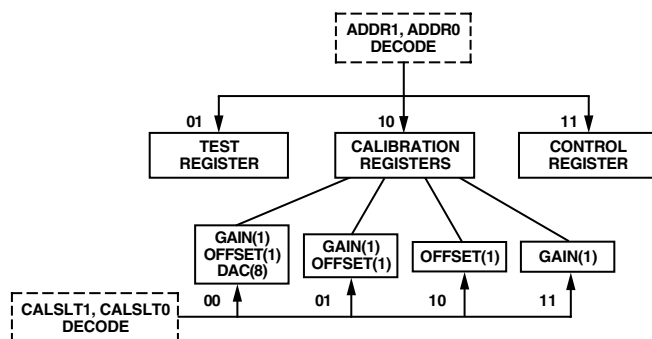 ADDR1, ADDR0
DECODE
01
10
11
TEST
REGISTER
CALIBRATION
REGISTERS
CONTROL
REGISTER
GAIN(1)
OFFSET(1)
DAC(8)
GAIN(1)
OFFSET(1)
OFFSET(1)
GAIN(1)
CALSLT1, CALSLT0
DECODE
00
01
10
11